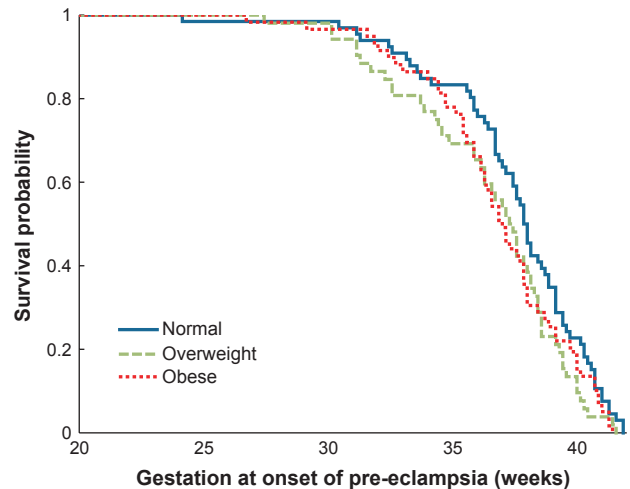 Survival probability
1
0.8
0.6
0.4
0.2
0
Normal
Overweight
Obese
20
25
30
35
40
Gestation at onset of pre-eclampsia (weeks)